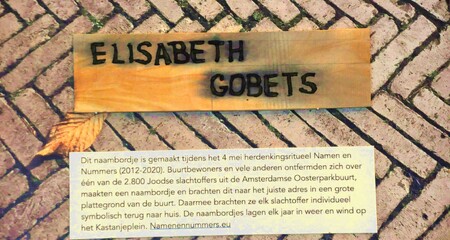 ELISABETH
GOBETS
Dit naambordje is gemaakt tijdens het 4 mei herdenkingsritueel Namen en
Nummers (2012-2020). Buurtbewoners en vele anderen ontfermden zich over
één van de 2.800 Joodse slachtoffers uit de Amsterdamse Oosterparkbuurt,
maakten een naambordje en brachten dit naar het juiste adres in een grote
plattegrond van de buurt. Daarmee brachten ze elk slachtoffer individueel
symbolisch terug naar huis. De naambordjes lagen elk jaar in weer en wind op
het Kastanjeplein. Namenennummers.eu